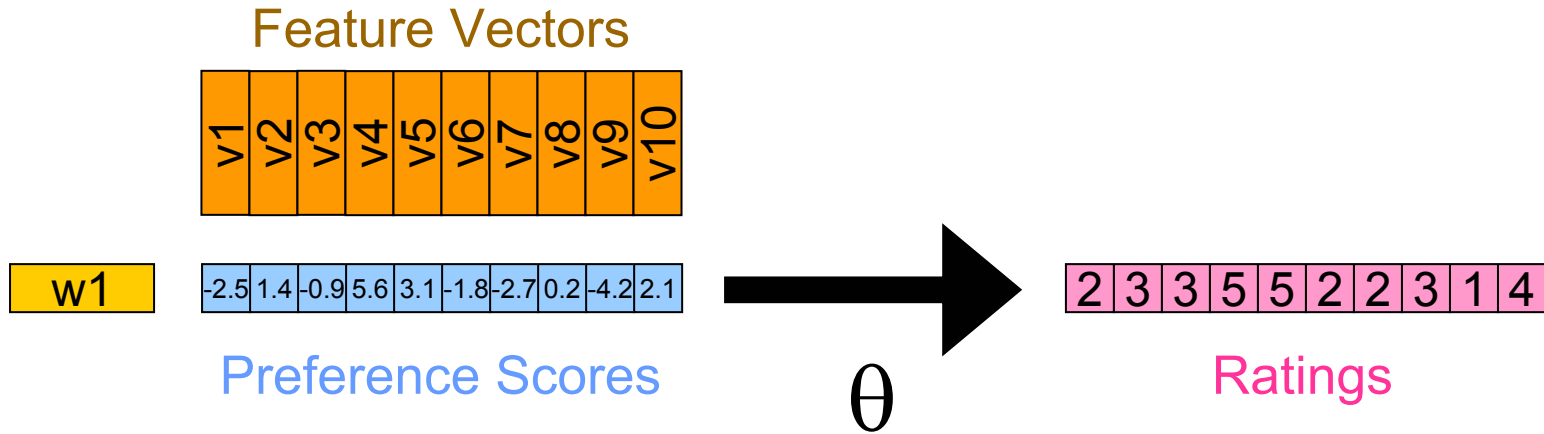 Feature Vectors
v1 v2 v3 v4 v5 v6 v7 v8 v9 v10
w1 -2.5 1.4 -0.9 5.6 3.1 -1.8 -2.7 0.2 -4.2 2.1 2 3 3 5 5 2 2 3 1 4
Preference Scores θ Ratings